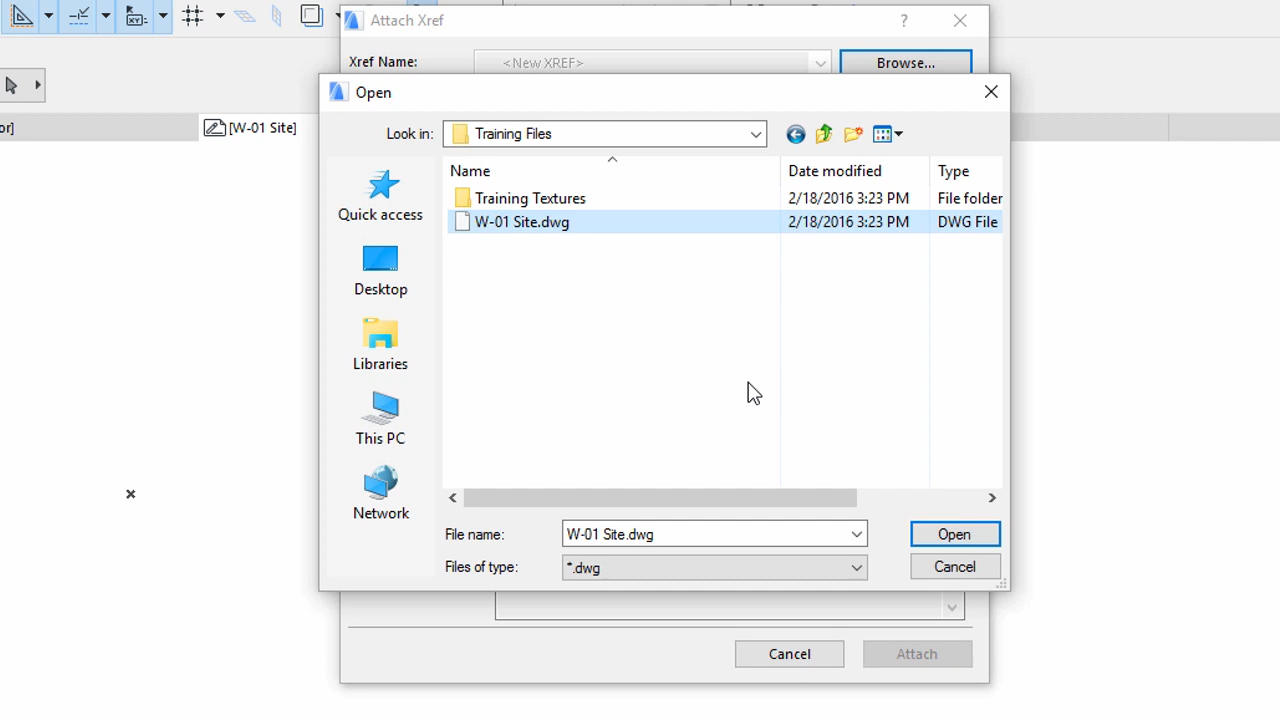 Attach Xref
?
Xref Name:
<New XREF>
Browse...
Open
or]
[W-01 Site]
Look in:
Training Files
Name
Date modified
Type
Training Textures
2/18/2016 3:23 PM
File folder
W-01 Site.dwg
2/18/2016 3:23 PM
DWG File
Quick access
Desktop
Libraries
This PC
Network
File name:
W-01 Site.dwg
Open
Files of type:
*.dwg
Cancel
Cancel
Attach